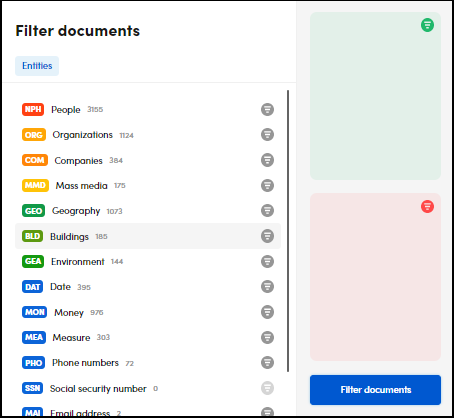 Filter documents
Entities
NPH People 3155
ORG Organizations 1124
COM Companies 384
MMD Mass media 175
GEO Geography 1073
BLD Buildings 185
GEA Environment 144
DAT Date 395
MON Money 976
MEA Measure 303
PHO Phone numbers 72
SSN Social security number 0
MAI Email address 2
Filter documents